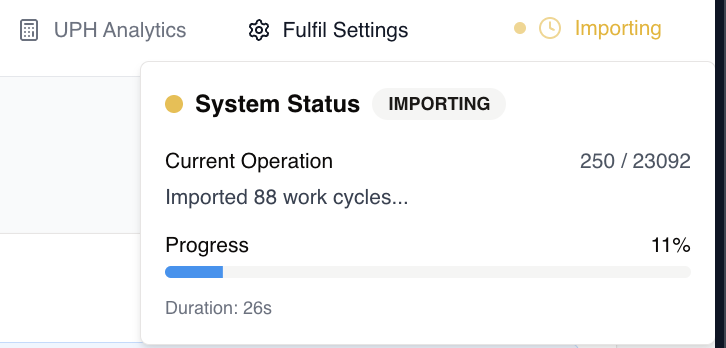 UPH Analytics Fulfil Settings Importing
System Status IMPORTING
Current Operation 250 / 23092
Imported 88 work cycles...
Progress 11%
Duration: 26s